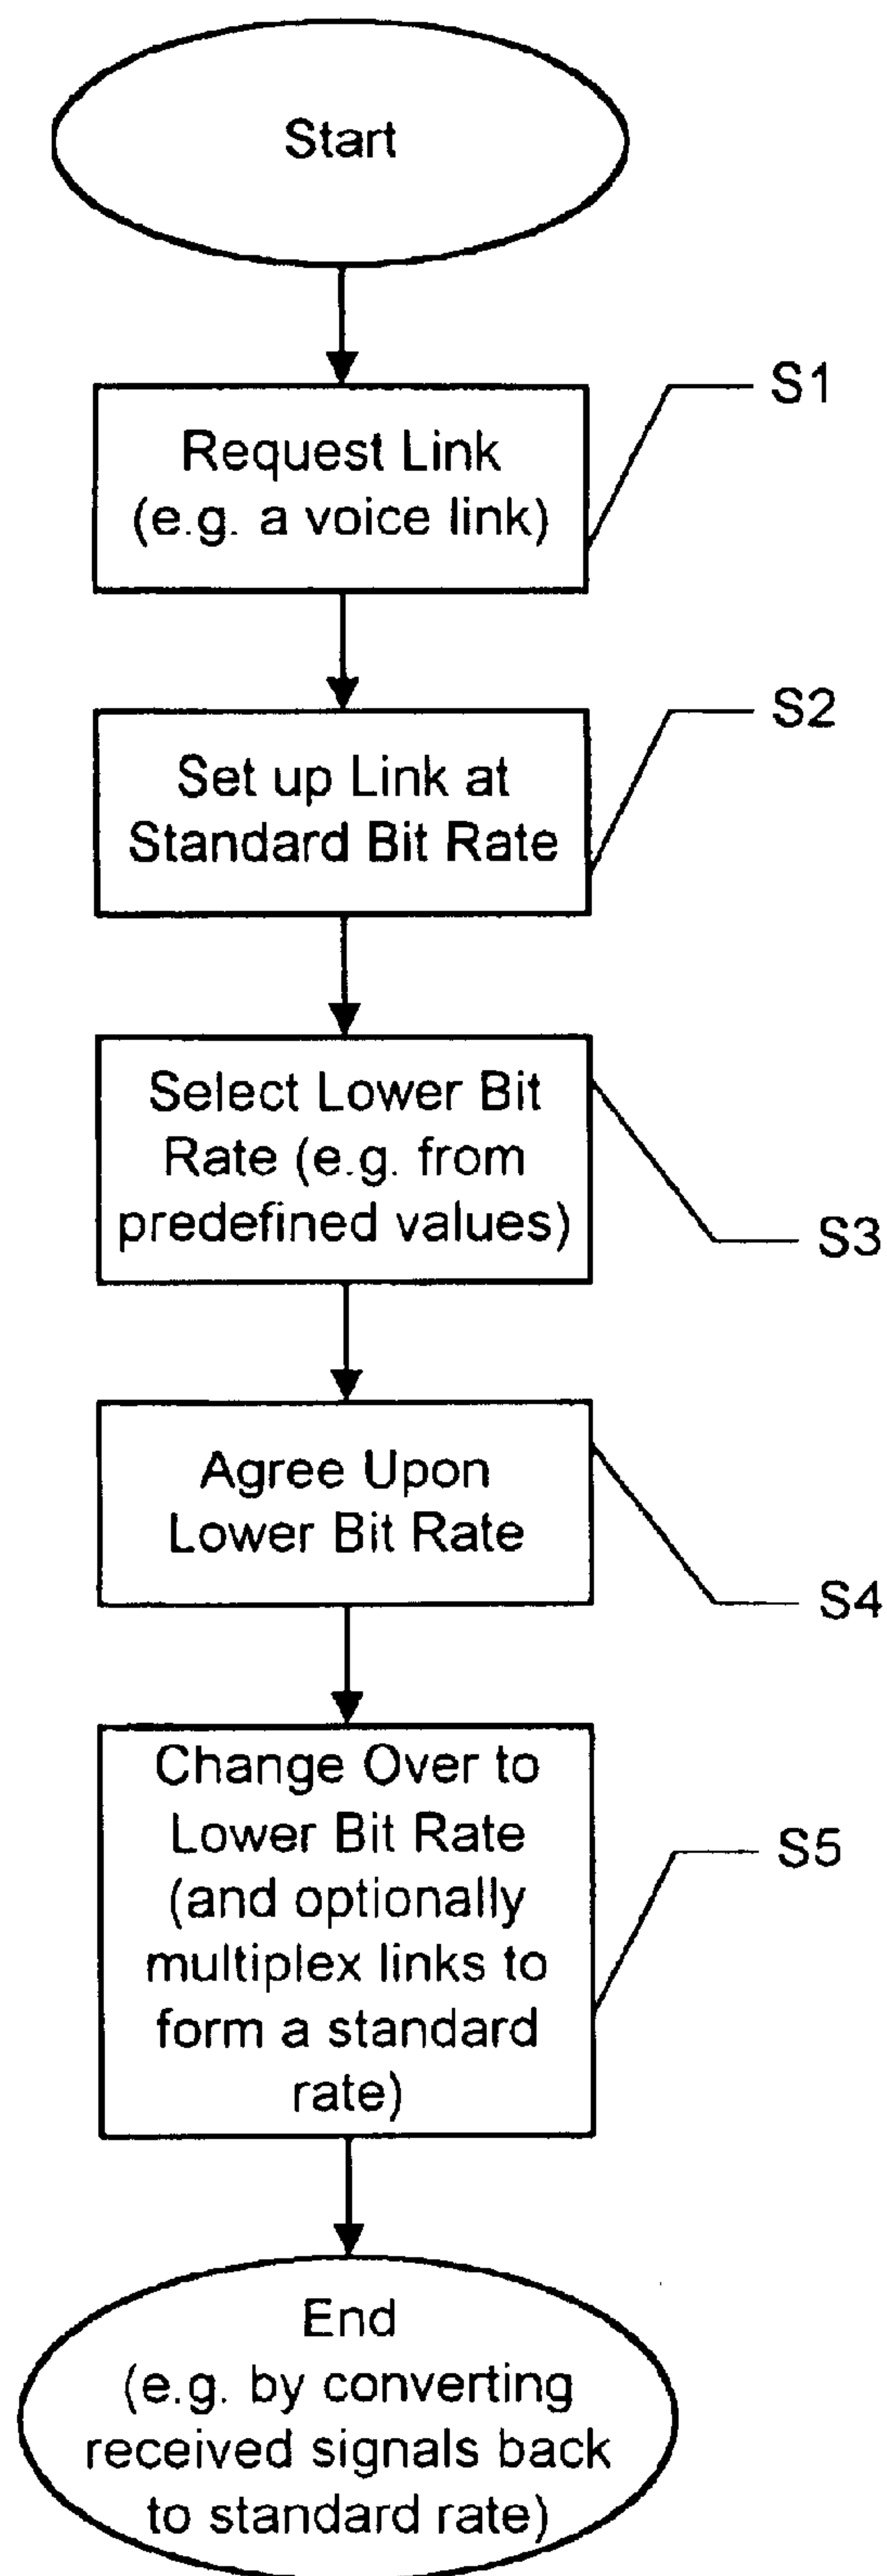 Start
S1
Request Link
(e.g. a voice link)
S2
Set up Link at
Standard Bit Rate
Select Lower Bit
Rate (e.g. from
predefined values)
S3
Agree Upon
Lower Bit Rate
S4
Change Over to
Lower Bit Rate
S5
(and optionally
multiplex links to
form a standard
rate)
End
(e.g. by converting
received signals back
to standard rate)